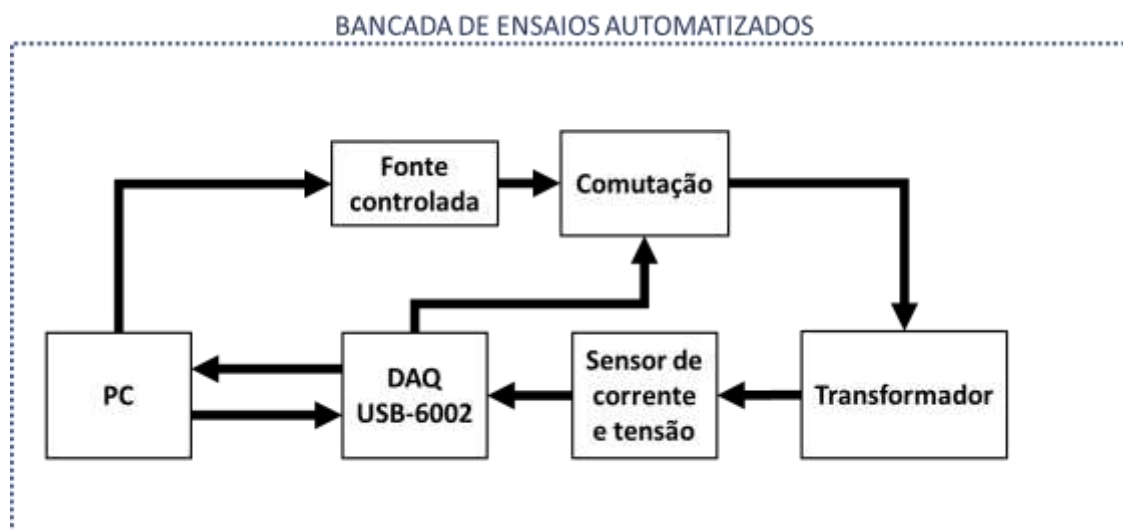 BANCADA DE ENSAIOS AUTOMATIZADOS
Fonte
controlada
Comutação
PC
DAQ
USB-6002
Sensor de
corrente
e tensão
Transformador